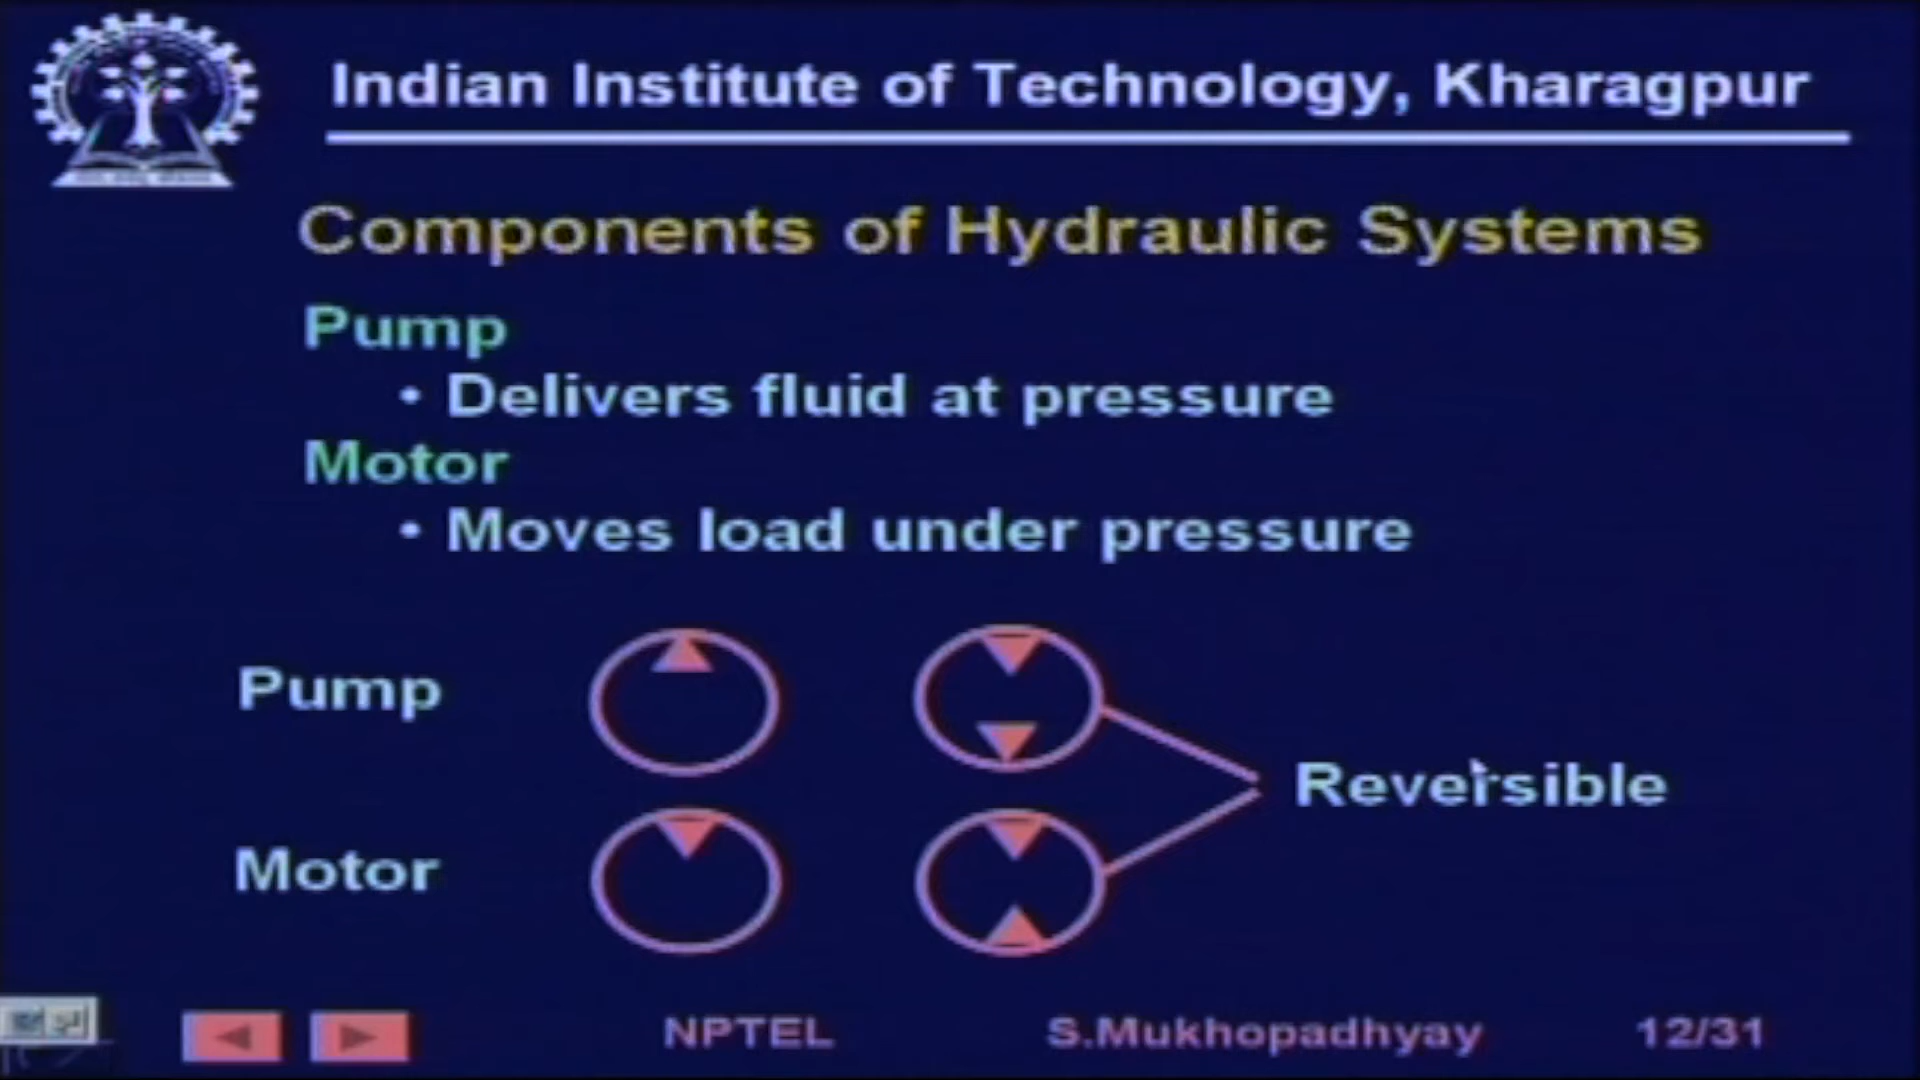 Indian Institute of Technology, Kharagpur
Components of Hydraulic Systems
Pump
• Delivers fluid at pressure
Motor
• Moves load under pressure
Pump
Reversible
Motor
NPTEL S.Mukhopadhyay 12/31